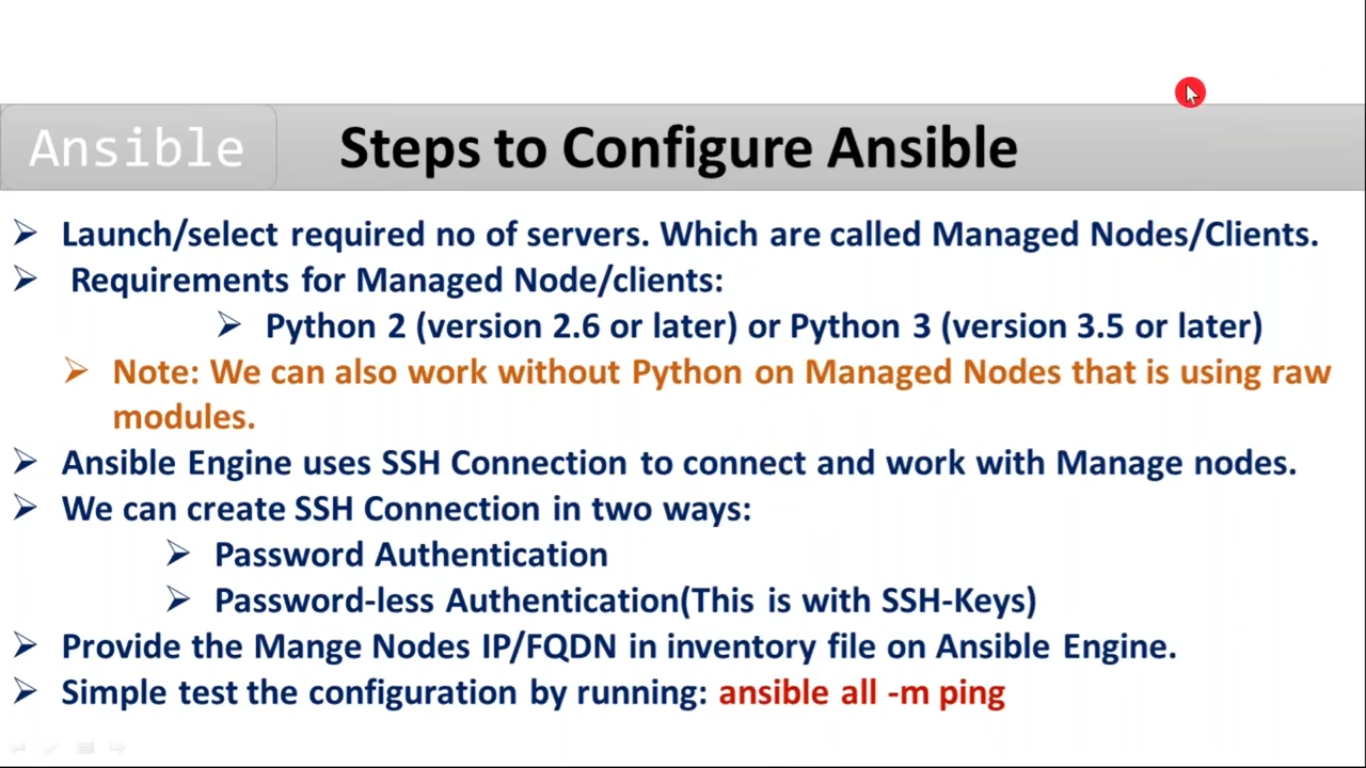 Ansible
Steps to Configure Ansible
Launch/select required no of servers. Which are called Managed Nodes/Clients.
Requirements for Managed Node/clients:
Python 2 (version 2.6 or later) or Python 3 (version 3.5 or later)
Note: We can also work without Python on Managed Nodes that is using raw
modules.
Ansible Engine uses SSH Connection to connect and work with Manage nodes.
We can create SSH Connection in two ways:
Password Authentication
Password-less Authentication(This is with SSH-Keys)
Provide the Mange Nodes IP/FQDN in inventory file on Ansible Engine.
Simple test the configuration by running: ansible all -m ping